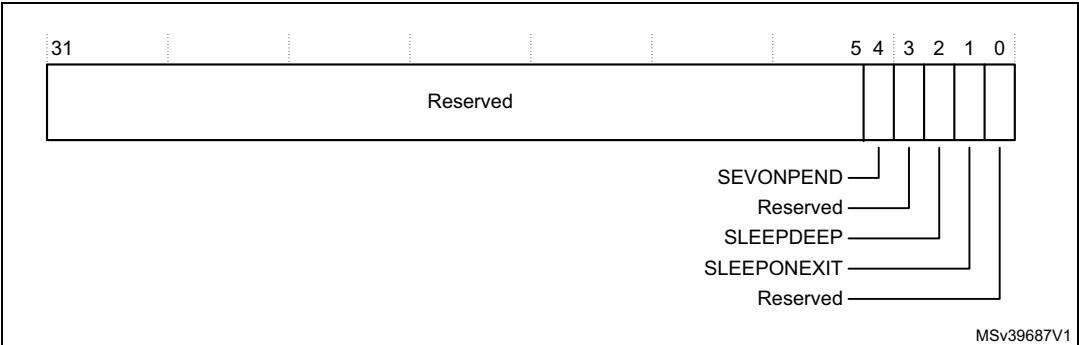 31 5 4 3 2 1 0
Reserved
SEVONPEND
Reserved
SLEEPDEEP
SLEEPONEXIT
Reserved
MSv39687V1